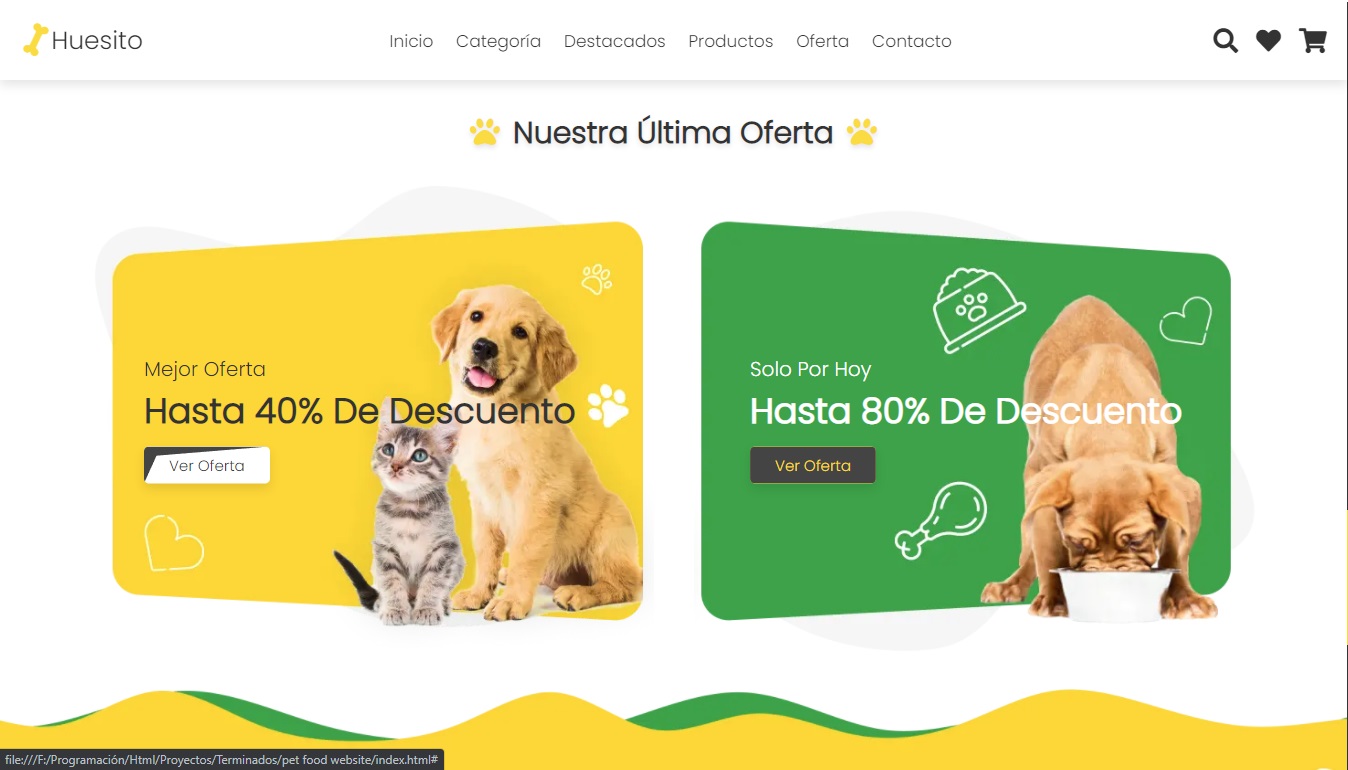 Huesito
Inicio Categoría Destacados Productos Oferta Contacto
Nuestra Última Oferta
Mejor Oferta
Hasta 40% De Descuento
Ver Oferta
Solo Por Hoy
Hasta 80% De Descuento
Ver Oferta
file:///F:/Programación/Html/Proyectos/Terminados/pet food website/index.html#